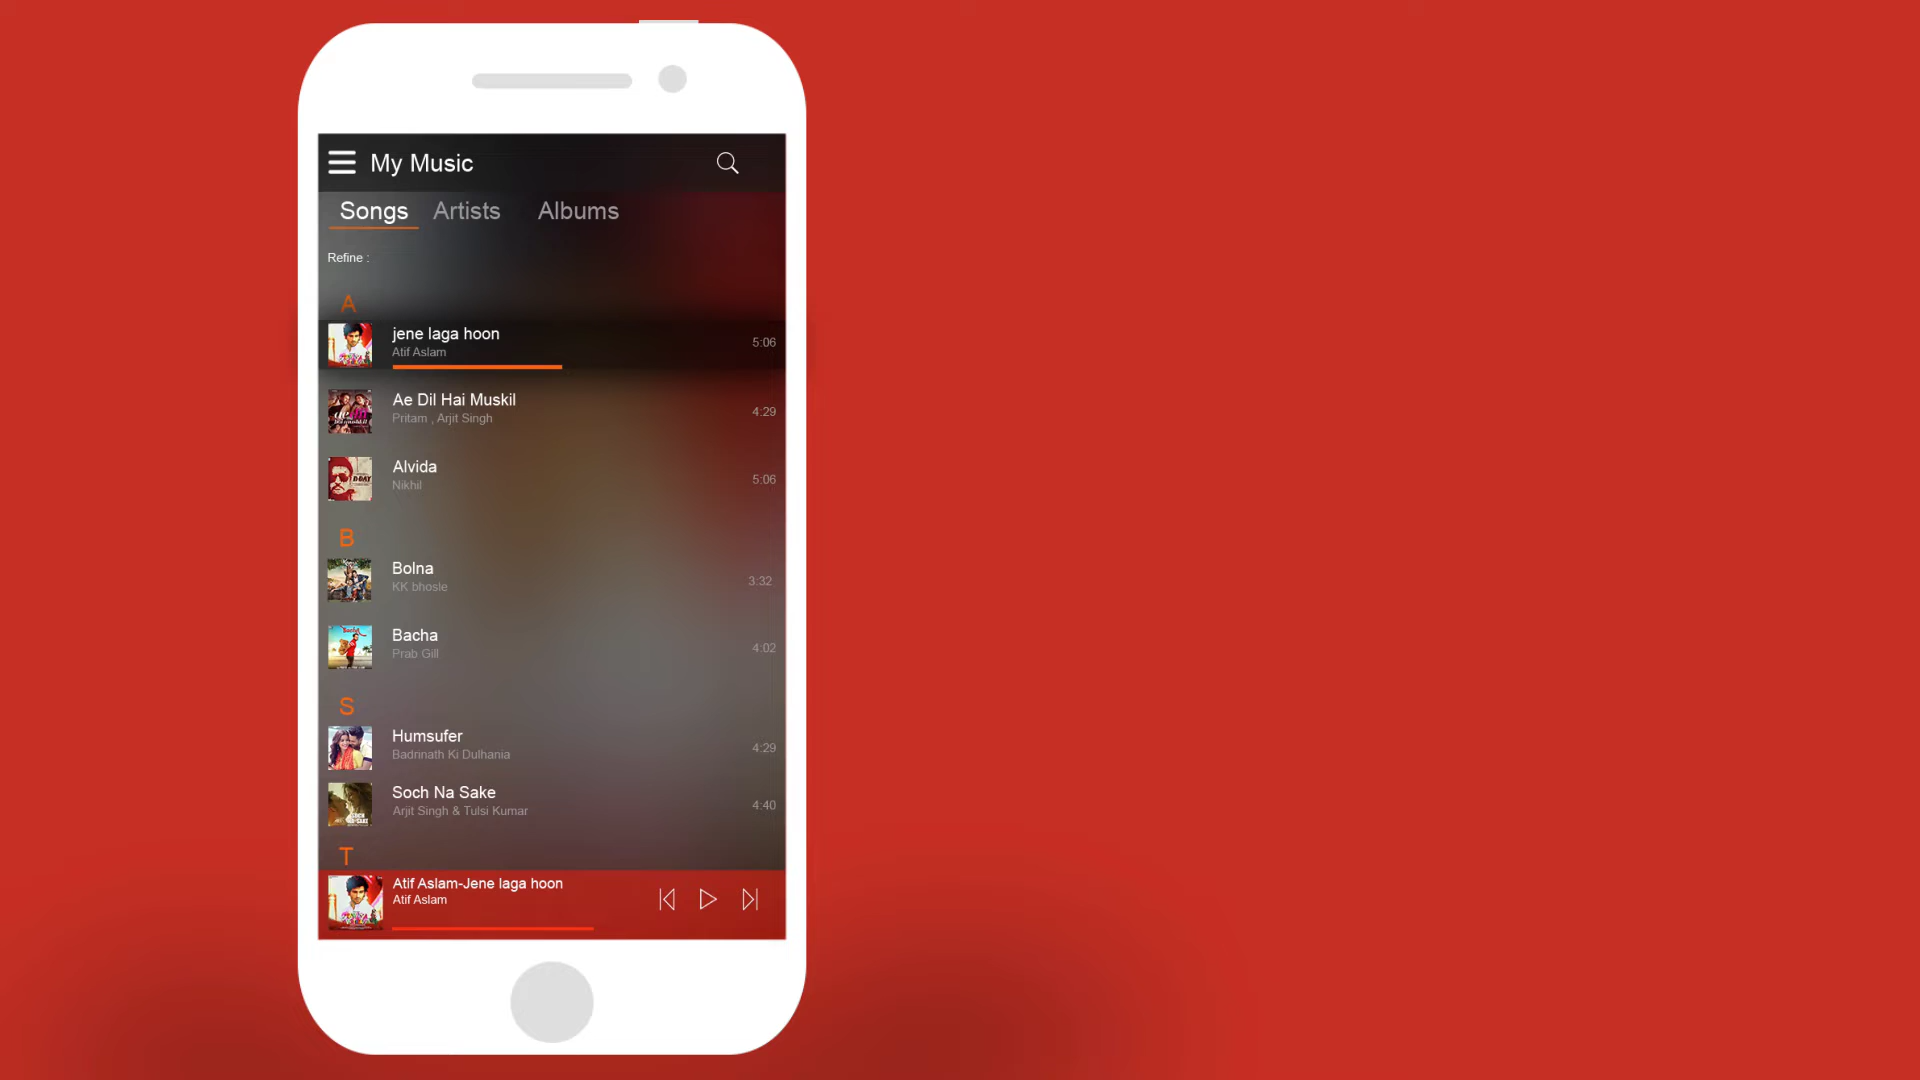 My Music
Songs Artists Albums
Refine :
A
jene laga hoon
Atif Aslam
5:06
Ae Dil Hai Muskil
Pritam , Arjit Singh
4:29
Alvida
Nikhil
5:06
B
Bolna
KK bhosle
3:32
Bacha
Prab Gill
4:02
S
Humsufer
Badrinath Ki Dulhania
4:29
Soch Na Sake
Arjit Singh & Tulsi Kumar
4:40
T
Atif Aslam-Jene laga hoon
Atif Aslam